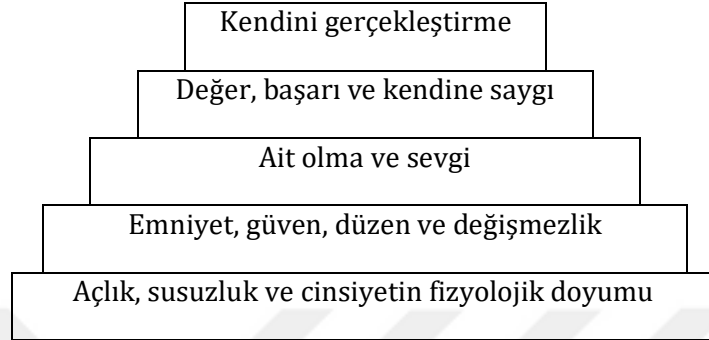 Kendini gerçekleştirme
Değer, başarı ve kendine saygı
Ait olma ve sevgi
Emniyet, güven, düzen ve değişmezlik
Açlık, susuzluk ve cinsiyetin fizyolojik doyumu